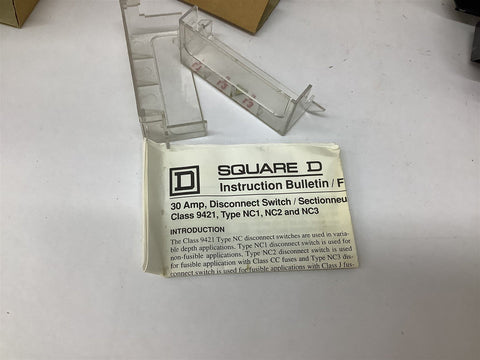 D
SQUARE D
Instruction Bulletin / F
30 Amp, Disconnect Switch / Sectionneu
Class 9421, Type NC1, NC2 and NC3
INTRODUCTION
The Class 9421 Type NC disconnect switches are used in varia-
ble depth applications. Type NC1 disconnect switch is used for
non-fusible applications. Type NC2 disconnect switch is used
for fusible application with Class CC fuses and Type NC3 dis-
connect switch is used for fusible applications with Class J fus-